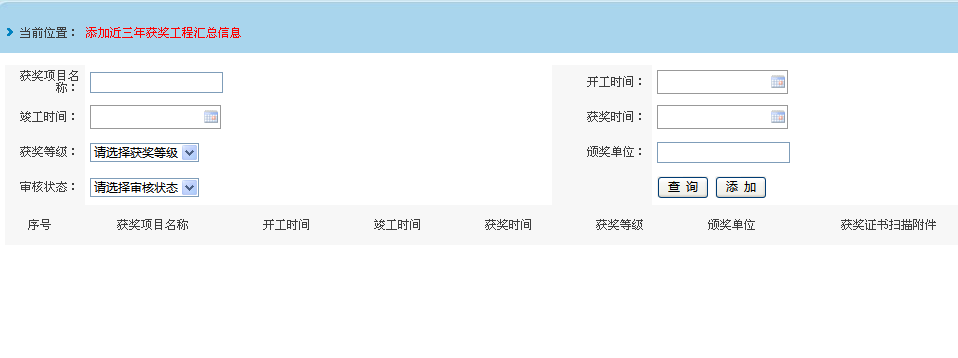 当前位置： 添加近三年获奖工程汇总信息
获奖项目名
称：
开工时间：
竣工时间：
获奖时间：
获奖等级： 请选择获奖等级
颁奖单位：
审核状态： 请选择审核状态
查 询 添 加
序号 获奖项目名称 开工时间 竣工时间 获奖时间 获奖等级 颁奖单位 获奖证书扫描附件